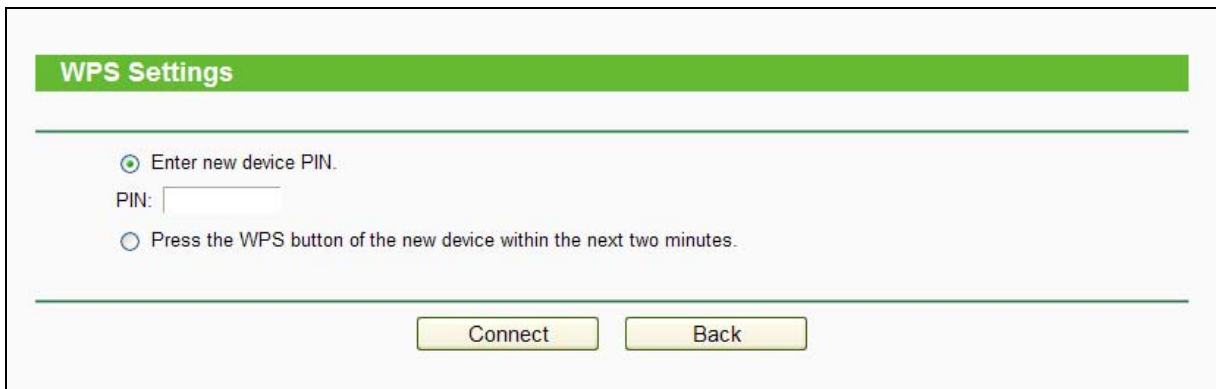 WPS Settings
Enter new device PIN.
PIN:
Press the WPS button of the new device within the next two minutes.
Connect Back